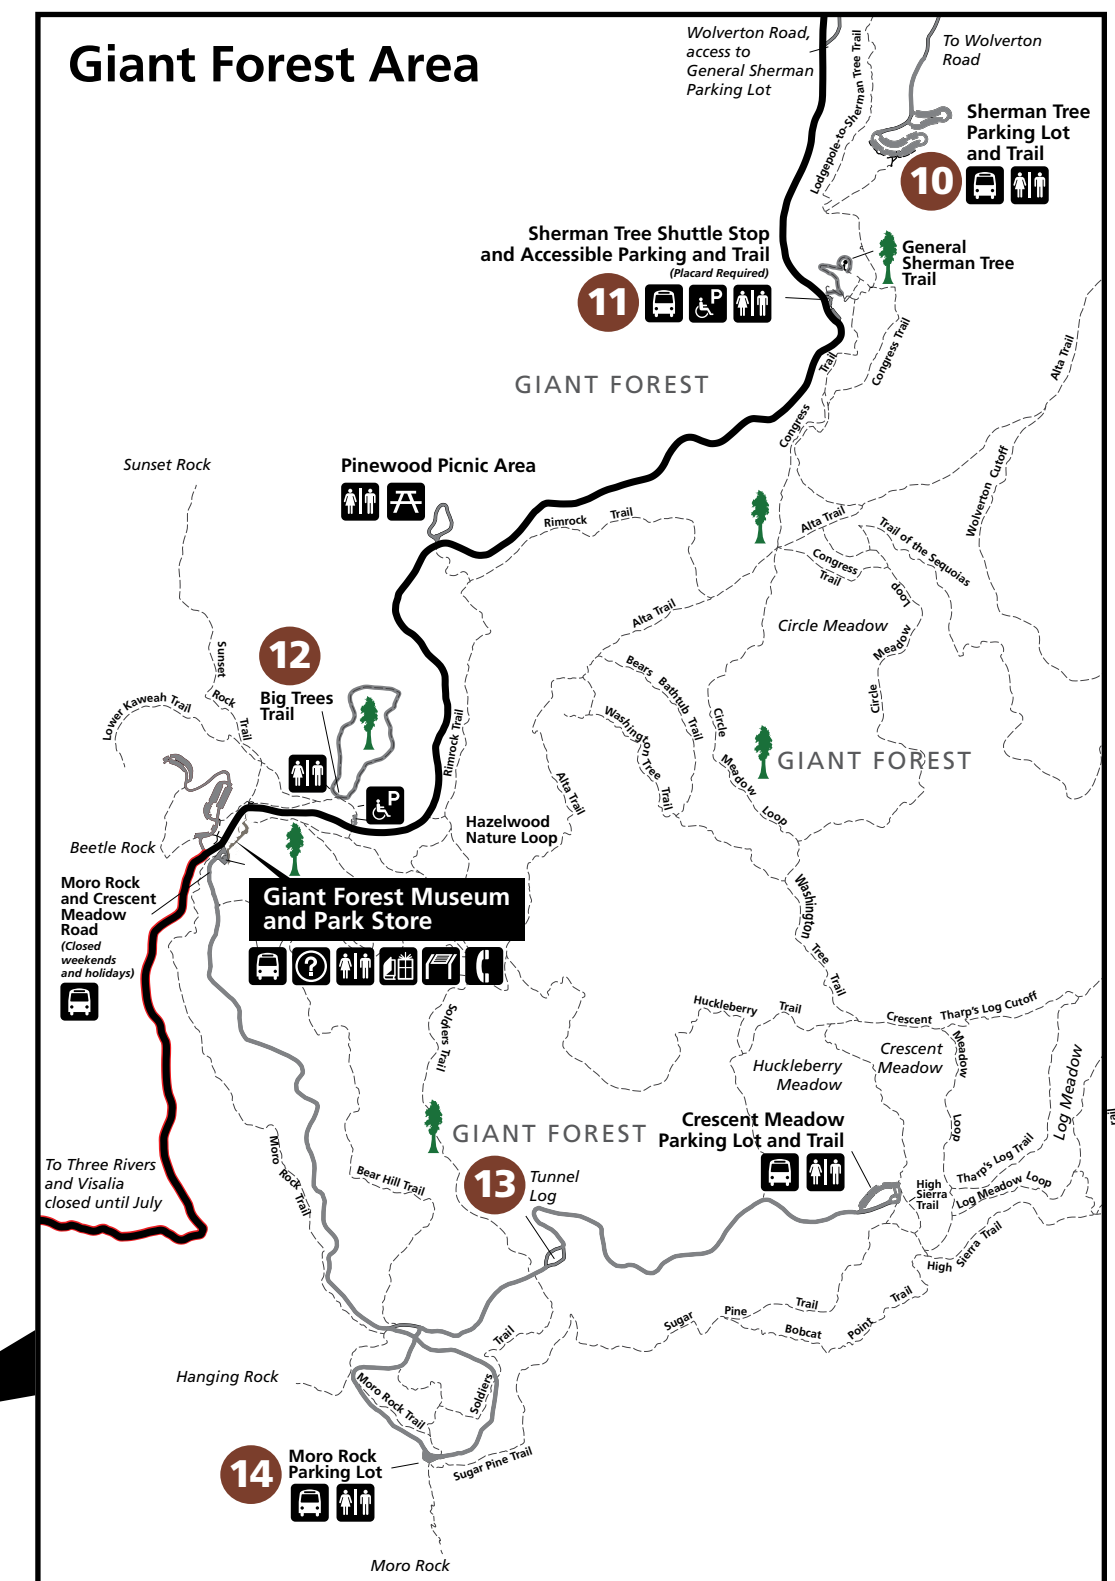 Giant Forest Area
Wolverton Road,
access to
General Sherman
Parking Lot
To Wolverton
Road
Lodgepole-to-Sherman Tree Trail
Sherman Tree
Parking Lot
and Trail
10
Sherman Tree Shuttle Stop
and Accessible Parking and Trail
(Placard Required)
11
P
General
Sherman Tree
Trail
Congress Trail
Trail
Congress
Alta Trail
GIANT FOREST
Sunset Rock
Pinewood Picnic Area
Rimrock Trail
Alta Trail
Wolverton Cutoff
Trail of the Sequoias
Congress
Trail
Loop
Meadow
Circle
Circle Meadow
Alta Trail
12
Big Trees
Trail
Sunset
Rock
Trail
Lower Kaweah Trail
Bears Bathtub Trail
Washington Tree Trail
Rimrock Trail
Circle
Meadow
Loop
GIANT FOREST
Alta Trail
P
Hazelwood
Nature Loop
Beetle Rock
Moro Rock
and Crescent
Meadow
Road
(Closed
weekends
and holidays)
Giant Forest Museum
and Park Store
?
Washington
Tree
Trail
Soldiers Trail
Huckleberry Trail
Crescent
Meadow
Loop
Tharp's Log Cutoff
Crescent
Meadow
Huckleberry
Meadow
Log Meadow
GIANT FOREST
Crescent Meadow
Parking Lot and Trail
13
Tunnel
Log
To Three Rivers
and Visalia
closed until July
Moro Rock Trail
Bear Hill Trail
High
Sierra
Trail
Tharp's Log Trail
Log Meadow Loop
High Sierra Trail
Sugar Pine Trail
Bobcat Point Trail
Soldiers Trail
Hanging Rock
Moro Rock Trail
14
Moro Rock
Parking Lot
Sugar Pine Trail
Moro Rock